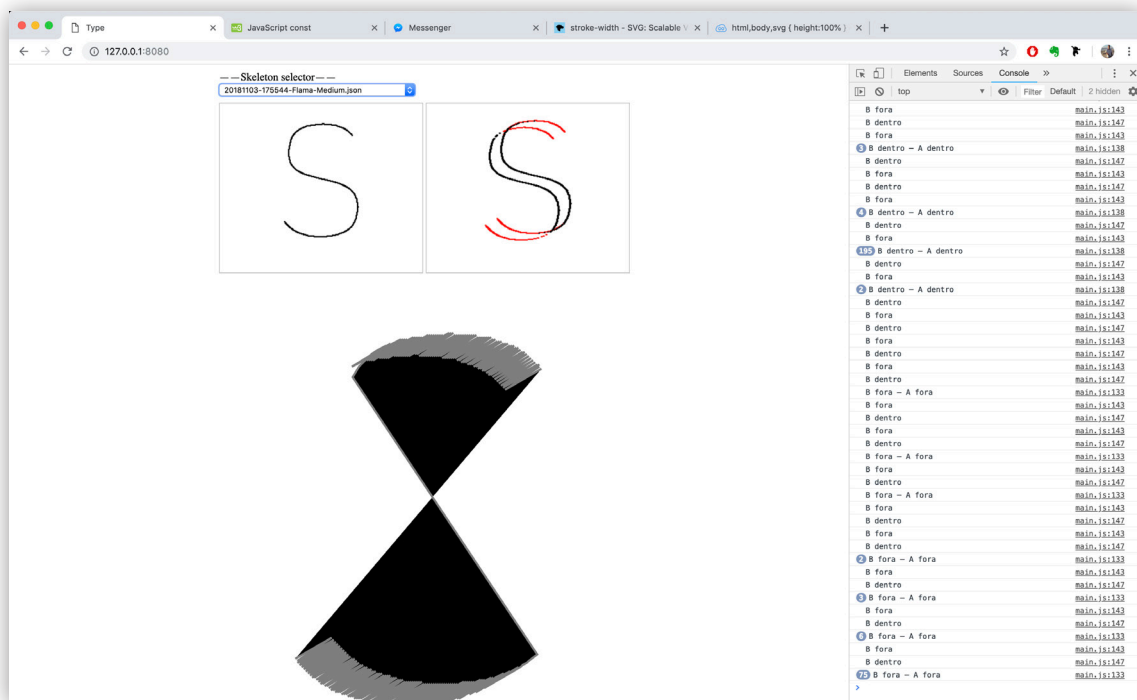 Type
JavaScript const
Messenger
stroke-width - SVG: Scalable V
html,body,svg { height:100% }
127.0.0.1:8080
——Skeleton selector——
20181103-175544-Flama-Medium.json
Elements Sources Console »
top Filter Default 2 hidden
B fora main.js:143
B dentro main.js:147
B fora main.js:143
3 B dentro – A dentro main.js:138
B dentro main.js:147
B fora main.js:143
B dentro main.js:147
B fora main.js:143
4 B dentro – A dentro main.js:138
B dentro main.js:147
B fora main.js:143
195 B dentro – A dentro main.js:138
B dentro main.js:147
B fora main.js:143
2 B dentro – A dentro main.js:138
B dentro main.js:147
B fora main.js:143
B dentro main.js:147
B fora main.js:143
B dentro main.js:147
B fora main.js:143
B dentro main.js:147
B fora – A fora main.js:133
B fora main.js:143
B dentro main.js:147
B fora main.js:143
B dentro main.js:147
B fora – A fora main.js:133
B fora main.js:143
B dentro main.js:147
B fora – A fora main.js:133
B fora main.js:143
B dentro main.js:147
B fora main.js:143
B dentro main.js:147
2 B fora – A fora main.js:133
B fora main.js:143
B dentro main.js:147
3 B fora – A fora main.js:133
B fora main.js:143
B dentro main.js:147
6 B fora – A fora main.js:133
B fora main.js:143
B dentro main.js:147
75 B fora – A fora main.js:133